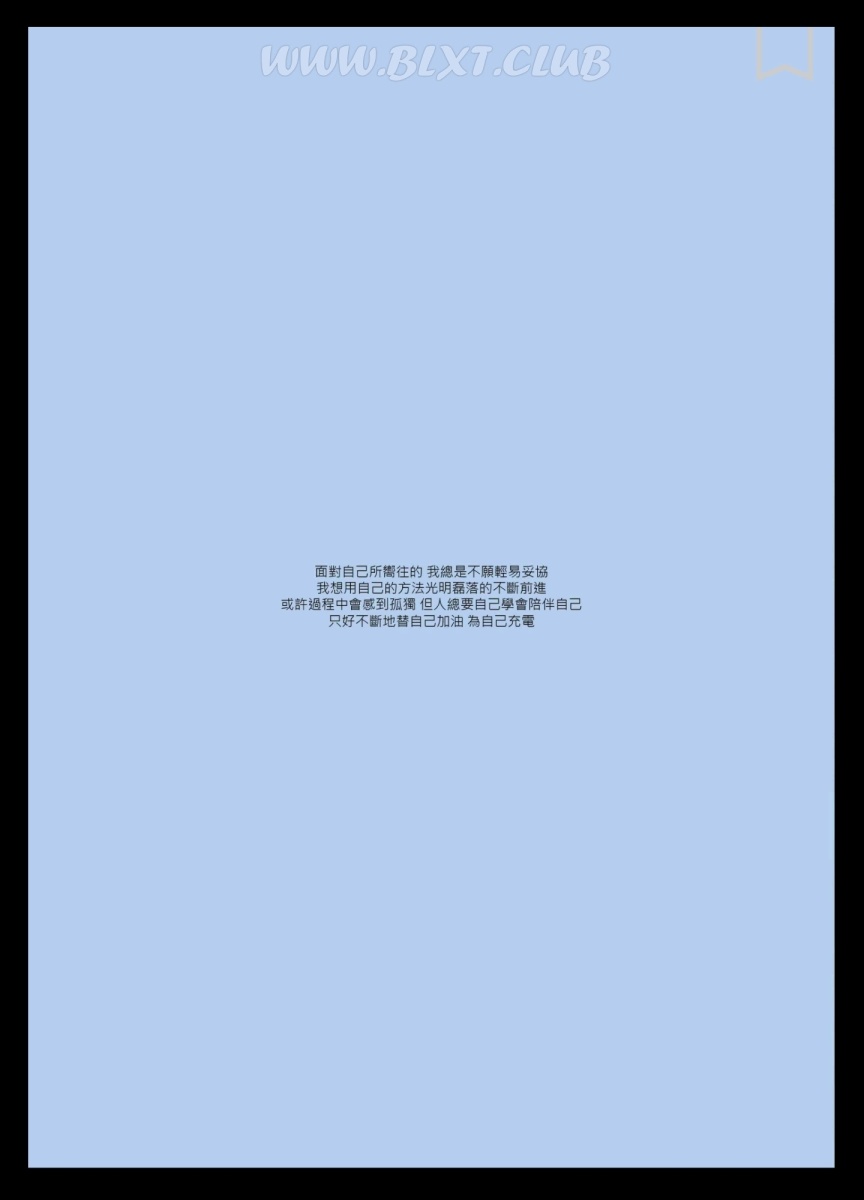 WWW.BLXT.CLUB
面對自己所嚮往的 我總是不願輕易妥協
我想用自己的方法光明磊落的不斷前進
或許過程中會感到孤獨 但人總要自己學會陪伴自己
只好不斷地替自己加油 為自己充電